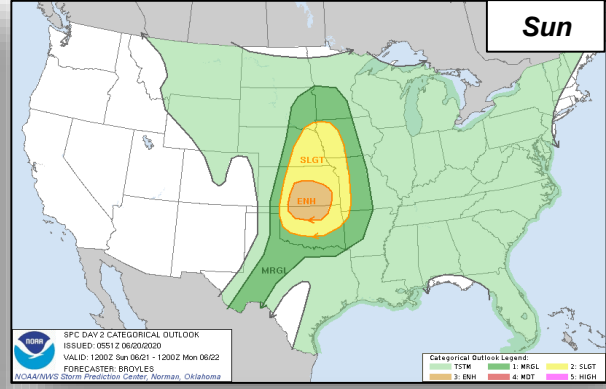 Sun
SLGT
ENH
MRGL
NOAA
SPC DAY 2 CATEGORICAL OUTLOOK
ISSUED: 0551Z 06/20/2020
VALID: 1200Z Sun 06/21 - 1200Z Mon 06/22
FORECASTER: BROYLES
NOAA/NWS Storm Prediction Center, Norman, Oklahoma
Categorical Outlook Legend:
TSTM 1: MRGL 2: SLGT
3: ENH 4: MDT 5: HIGH